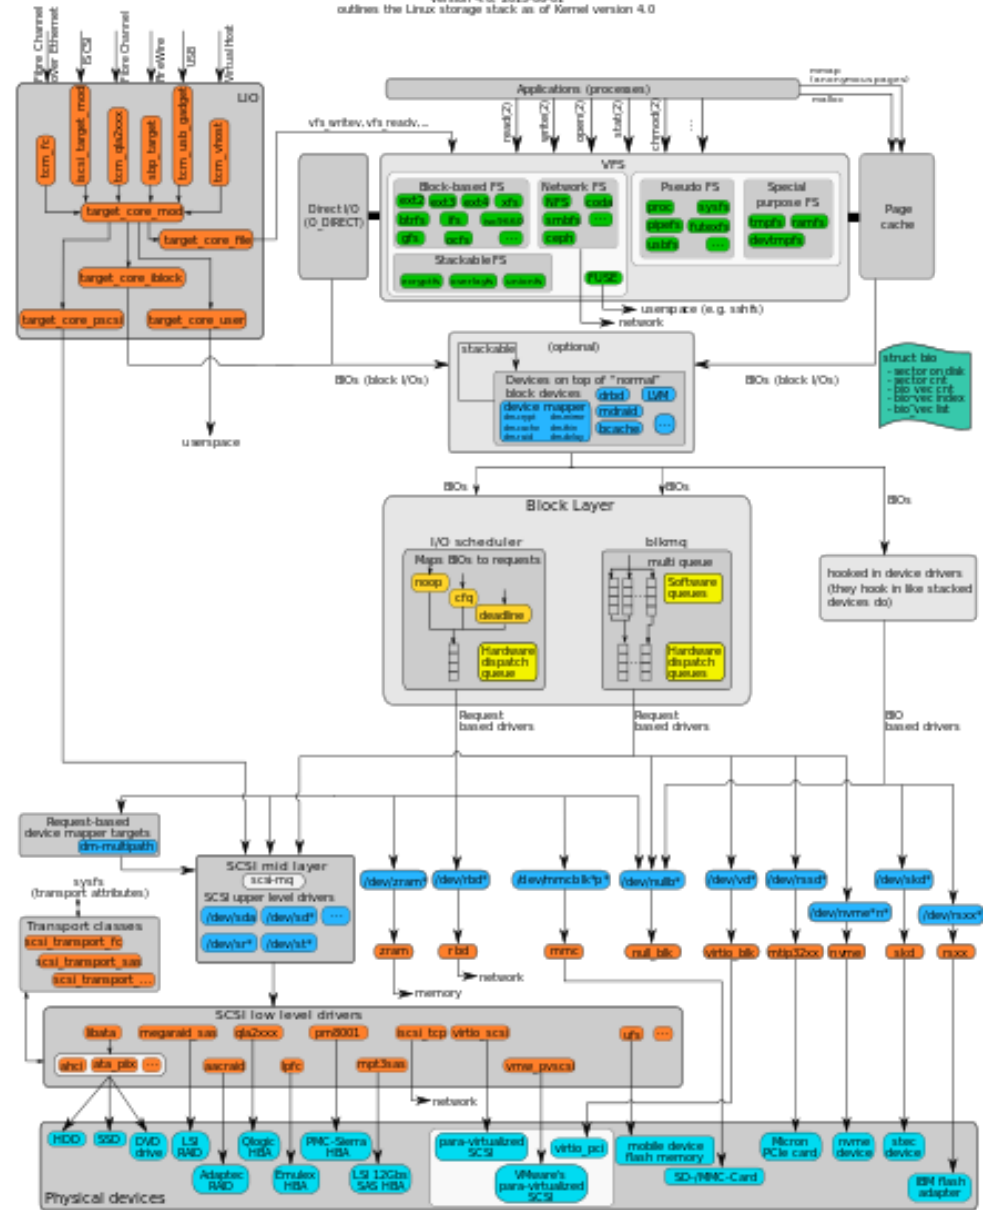 outlines the Linux storage stack as of Kernel version 4.0
Fibre Channel
over Ethernet
ISCSI
Fibre Channel
FireWire
USB
Virtual Host
LIO
tcm_fc
iscsi_target_mod
tcm_qla2xxx
sbp_target
tcm_usb_gadget
tcm_vhost
target_core_mod
target_core_file
target_core_iblock
target_core_pscsi
target_core_user
vfs_writev, vfs_readv,...
userspace
Applications (processes)
mmap
(anonymous pages)
malloc
read(2)
write(2)
open(2)
stat(2)
chmod(2)
...
VFS
Direct I/O
(O_DIRECT)
Block-based FS
ext2 ext3 ext4 xfs
btrfs ifs
gfs ocfs ...
Network FS
NFS coda
smbfs ...
ceph
Stackable FS
FUSE
Pseudo FS
proc sysfs
pipefs futexfs
usbfs ...
Special
purpose FS
tmpfs ramfs
devtmpfs
Page
cache
userspace (e.g. sshfs)
network
stackable
(optional)
Devices on top of "normal"
block devices
drbd LVM
device mapper
mdraid
bcache
...
BIOs (block I/Os)
BIOs (block I/Os)
struct bio
- sector on disk
- sector cnt
- bio_vec cnt
- bio_vec index
- bio_vec list
BIOs
BIOs
BIOs
Block Layer
I/O scheduler
Maps BIOs to requests
noop
cfq
deadline
Hardware
dispatch
queue
blkmq
multi queue
Software
queues
Hardware
dispatch
queues
hooked in device drivers
(they hook in like stacked
devices do)
Request
based drivers
Request
based drivers
BIO
based drivers
Request-based
device mapper targets
dm-multipath
sysfs
(transport attributes)
Transport classes
scsi_transport_fc
scsi_transport_sas
scsi_transport_...
SCSI mid layer
scsi-mq
SCSI upper level drivers
/dev/sda /dev/sd* ...
/dev/sr* /dev/st*
/dev/zram* /dev/rbd* /dev/mmcblk*p* /dev/nullb* /dev/vd* /dev/rssd* /dev/skd*
/dev/nvme*n* /dev/rsxx*
zram rbd mmc null_blk virtio_blk mtip32xx nvme skd rsxx
network
memory
SCSI low level drivers
libata megaraid_sas qla2xxx pm8001 iscsi_tcp virtio_scsi ufs ...
ahci ata_piix ... aacraid lpfc mpt3sas vmw_pvscsi
network
HDD SSD DVD
drive
LSI
RAID
Qlogic
HBA
PMC-Sierra
HBA
para-virtualized
SCSI
virtio_pci
mobile device
flash memory
Micron
PCIe card
nvme
device
stec
device
Adaptec
RAID
Emulex
HBA
LSI 12Gbs
SAS HBA
VMware's
para-virtualized
SCSI
SD-/MMC-Card
IBM flash
adapter
Physical devices